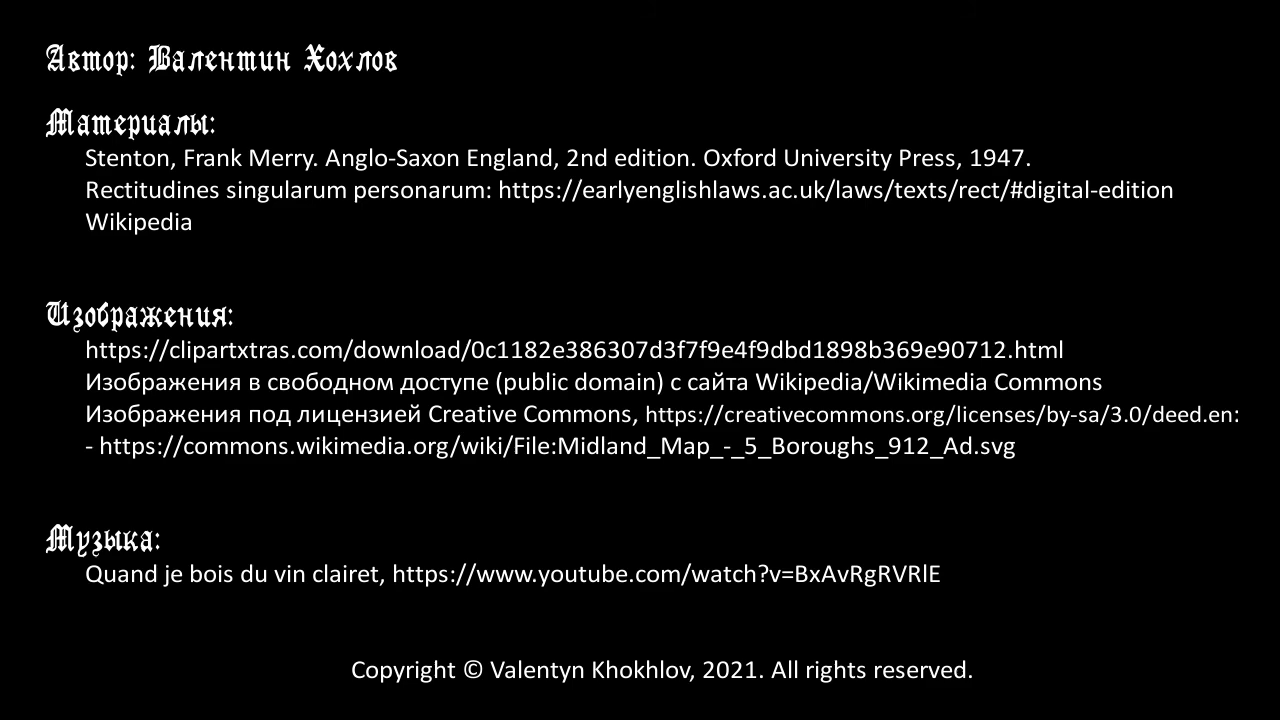 Автор: Валентин Хохлов
Материалы:
Stenton, Frank Merry. Anglo-Saxon England, 2nd edition. Oxford University Press, 1947.
Rectitudines singularum personarum: https://earlyenglishlaws.ac.uk/laws/texts/rect/#digital-edition
Wikipedia
Изображения:
https://clipartxtras.com/download/0c1182e386307d3f7f9e4f9dbd1898b369e90712.html
Изображения в свободном доступе (public domain) с сайта Wikipedia/Wikimedia Commons
Изображения под лицензией Creative Commons, https://creativecommons.org/licenses/by-sa/3.0/deed.en:
- https://commons.wikimedia.org/wiki/File:Midland_Map_-_5_Boroughs_912_Ad.svg
Музыка:
Quand je bois du vin clairet, https://www.youtube.com/watch?v=BxAvRgRVRlE
Copyright © Valentyn Khokhlov, 2021. All rights reserved.